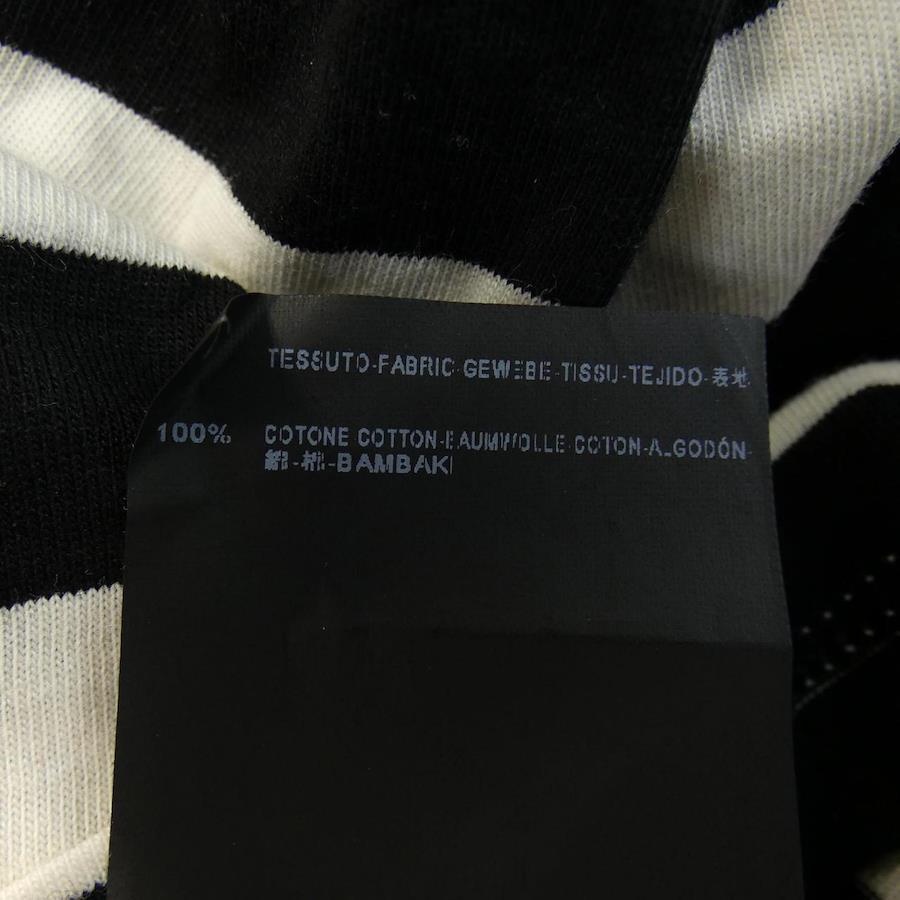 TESSUTO-FABRIC-GEWEBE-TISSU-TEJIDO-表地
100% COTONE COTTON-BAUMWOLLE-COTON-ALGODÓN-
綿-棉-BAMBAKI